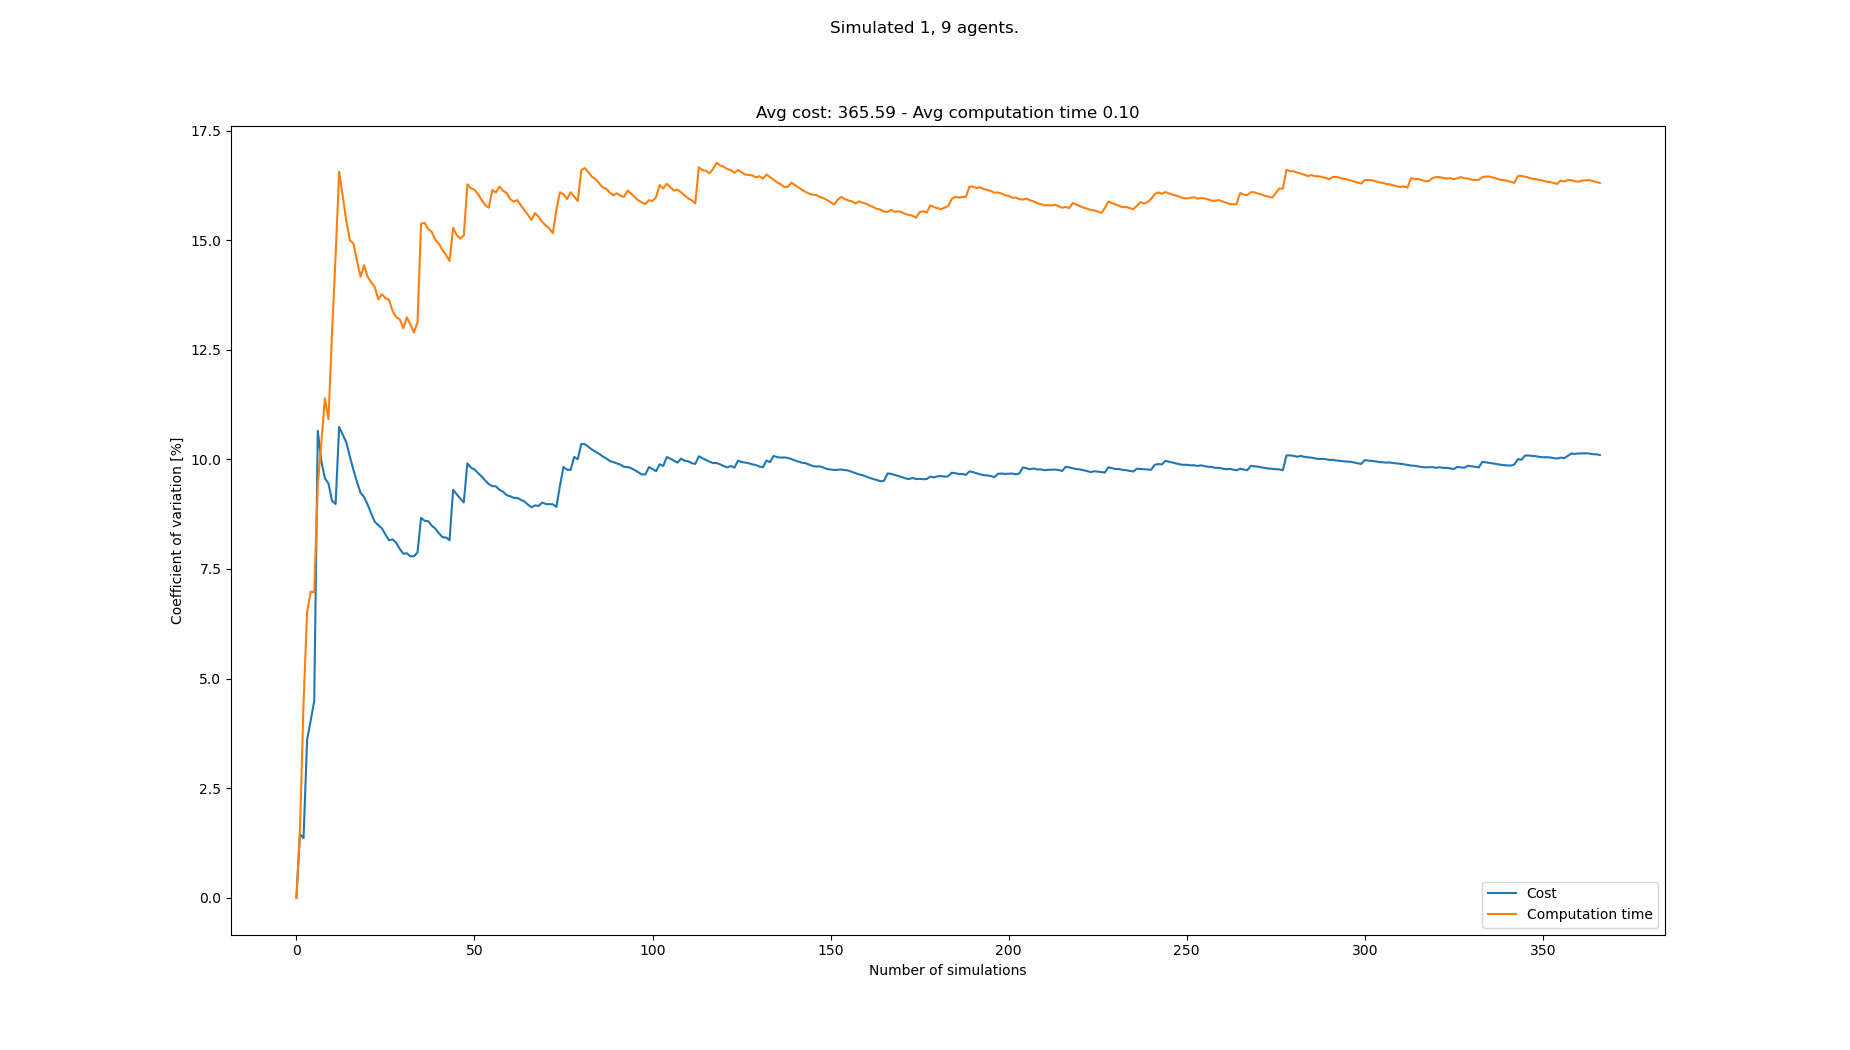 Simulated 1, 9 agents.
Avg cost: 365.59 - Avg computation time 0.10
17.5
15.0
12.5
10.0
7.5
5.0
2.5
0.0
Coefficient of variation [%]
0 50 100 150 200 250 300 350
Number of simulations
Cost
Computation time